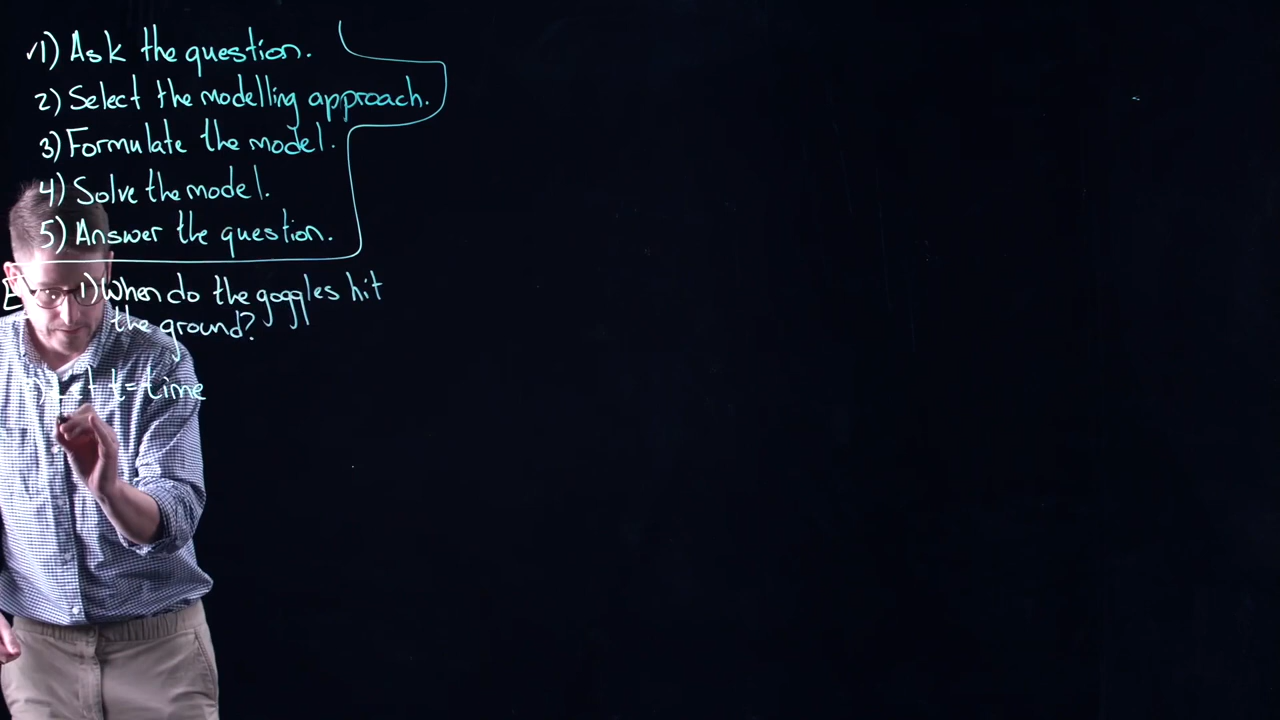 ✓1) Ask the question.
2) Select the modelling approach.
3) Formulate the model.
4) Solve the model.
5) Answer the question.
1) When do the goggles hit
the ground?
t = time